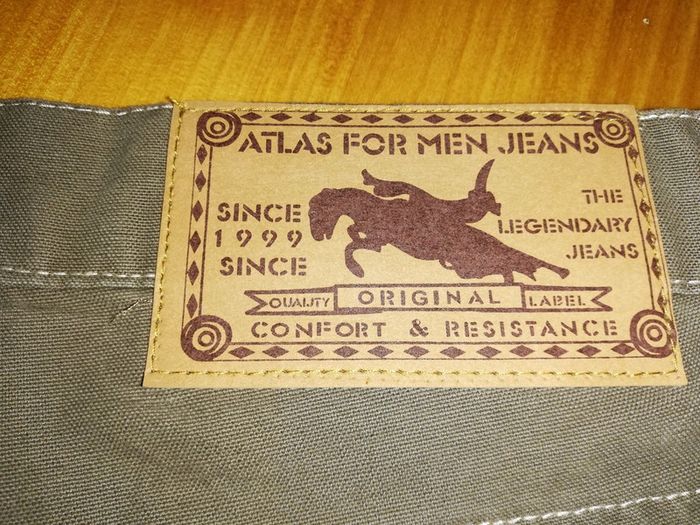 ATLAS FOR MEN JEANS
SINCE
1999
SINCE
THE
LEGENDARY
JEANS
QUALITY ORIGINAL LABEL
CONFORT & RESISTANCE